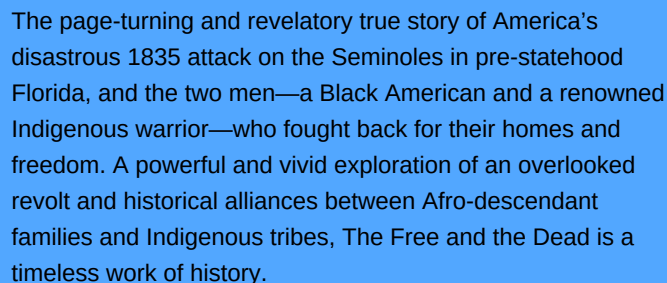 The page-turning and revelatory true story of America’s
disastrous 1835 attack on the Seminoles in pre-statehood
Florida, and the two men—a Black American and a renowned
Indigenous warrior—who fought back for their homes and
freedom. A powerful and vivid exploration of an overlooked
revolt and historical alliances between Afro-descendant
families and Indigenous tribes, The Free and the Dead is a
timeless work of history.